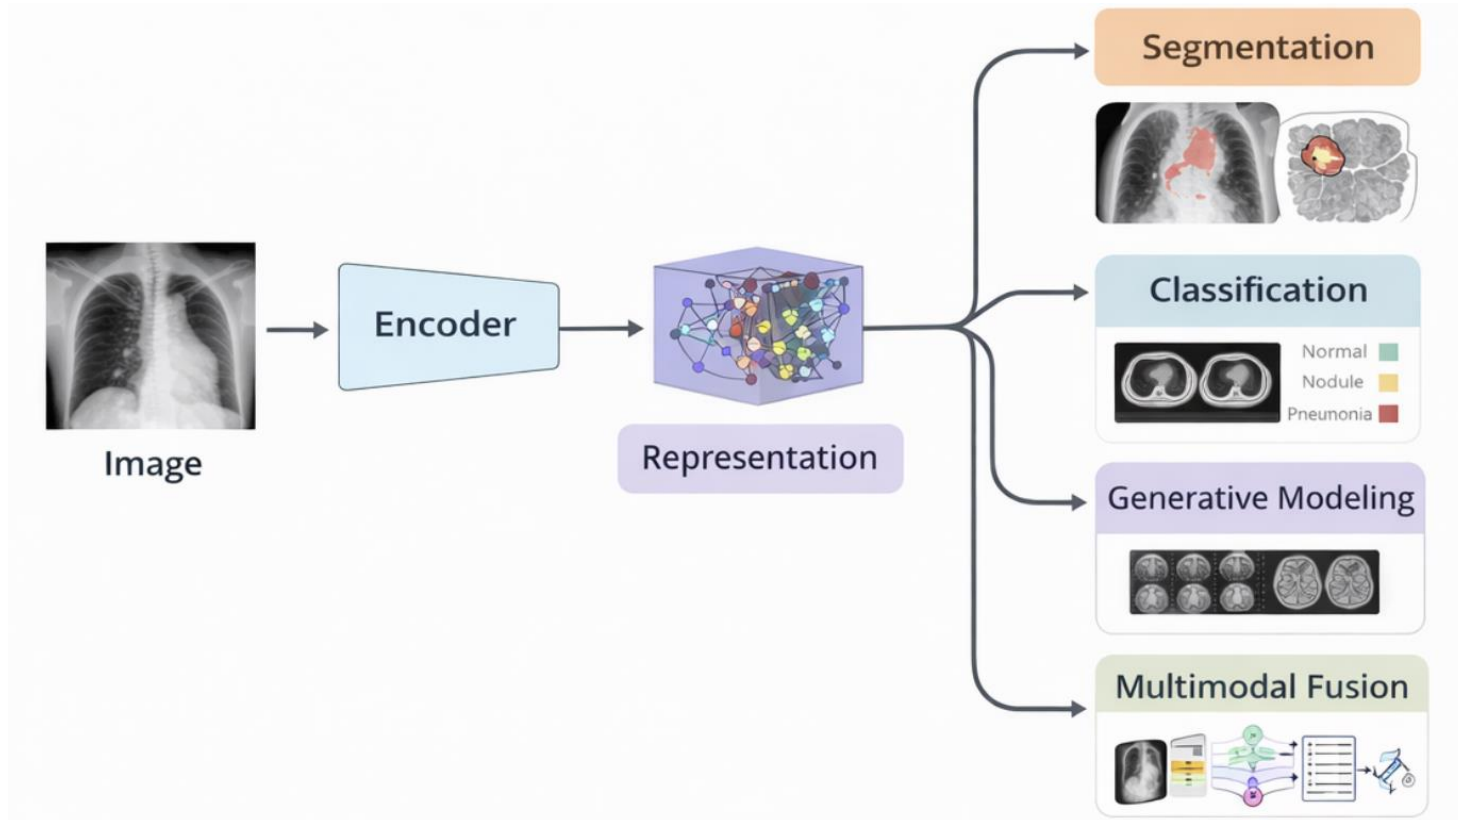 Segmentation
Image
Encoder
Representation
Classification
Normal
Nodule
Pneunonia
Generative Modeling
Multimodal Fusion